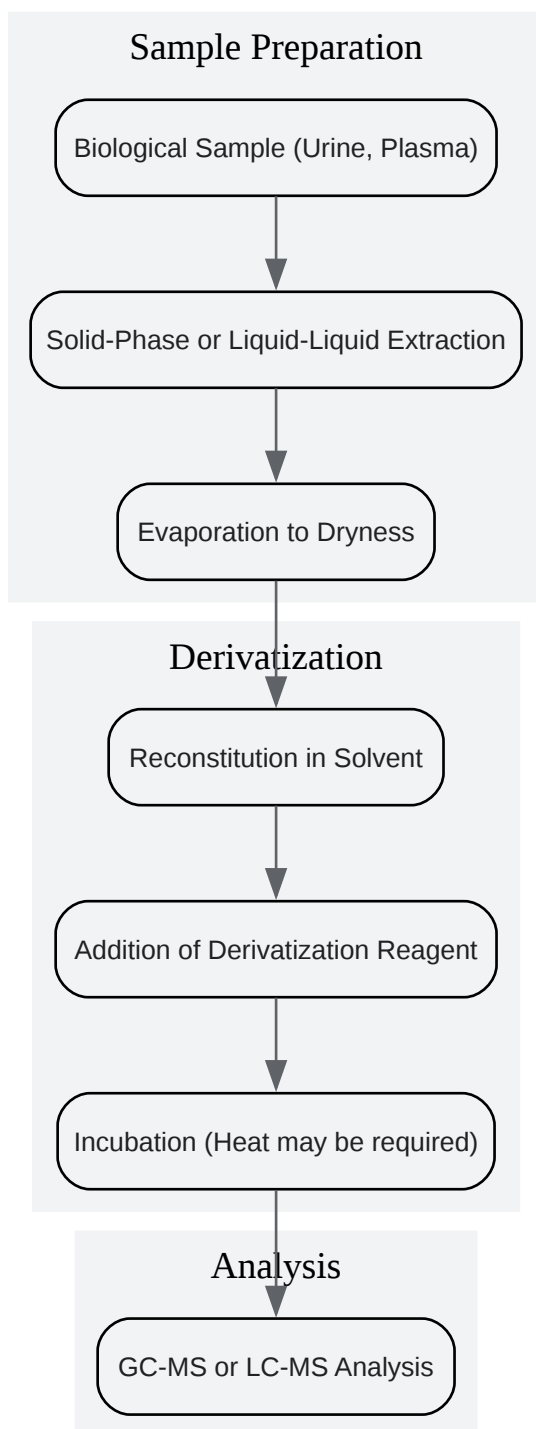 Sample Preparation
Biological Sample (Urine, Plasma)
Solid-Phase or Liquid-Liquid Extraction
Evaporation to Dryness
Derivatization
Reconstitution in Solvent
Addition of Derivatization Reagent
Incubation (Heat may be required)
Analysis
GC-MS or LC-MS Analysis